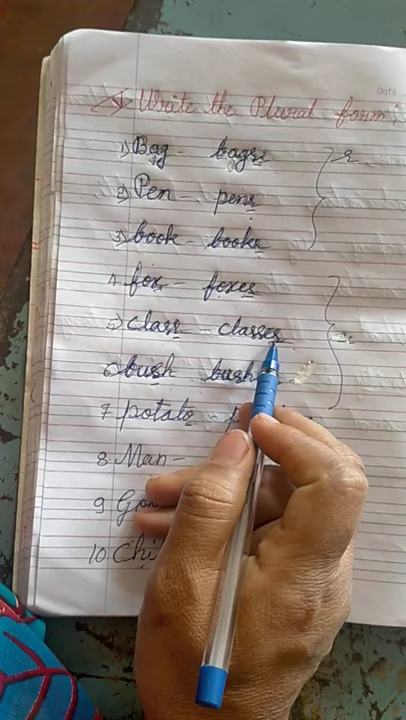 Write the Plural form:
1) Bag - bags s
2) Pen - pens
3) book - books
4. fox - foxes
5) class - classes
6 bush bush
7 potato - p
8 Man -
9 Go
10 Chi
Date